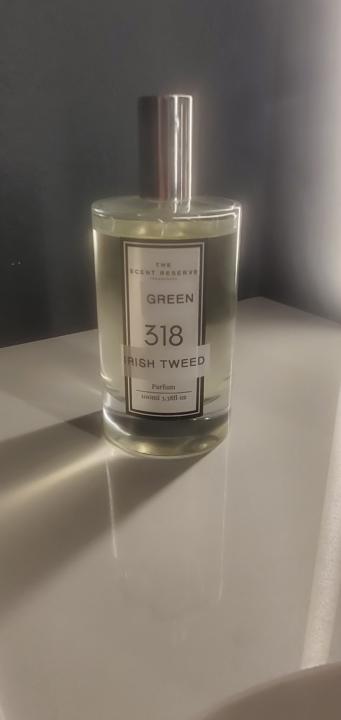 THE
SCENT RESERVE
GREEN
318
IRISH TWEED
Parfum
100ml 3.38fl oz